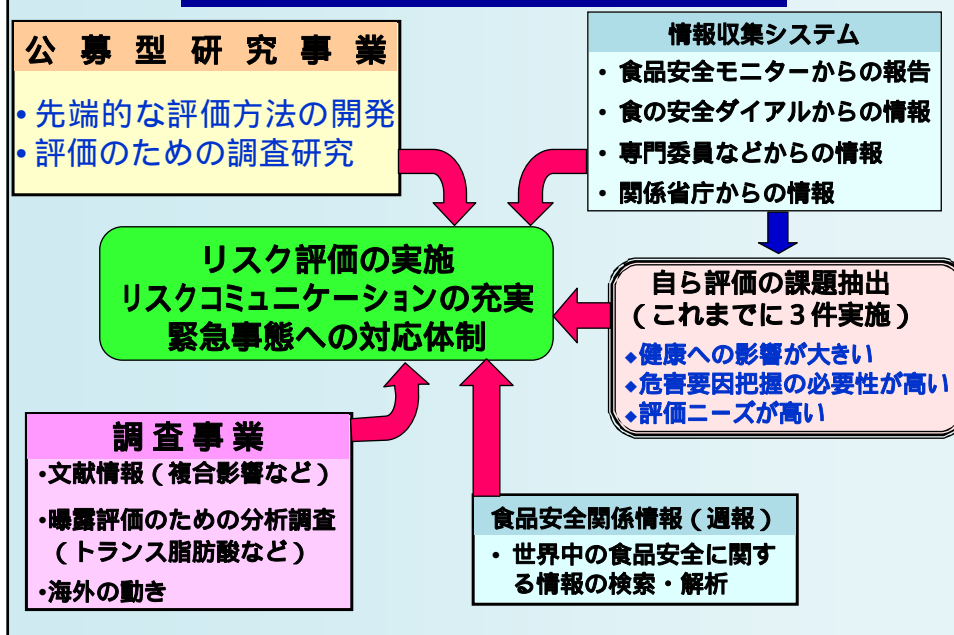 公募型研究事業
・先端的な評価方法の開発
・評価のための調査研究
情報収集システム
・食品安全モニターからの報告
・食の安全ダイアルからの情報
・専門委員などからの情報
・関係省庁からの情報
リスク評価の実施
リスクコミュニケーションの充実
緊急事態への対応体制
自ら評価の課題抽出
(これまでに3件実施)
◆健康への影響が大きい
◆危害要因把握の必要性が高い
◆評価ニーズが高い
調査事業
・文献情報(複合影響など)
・曝露評価のための分析調査
(トランス脂肪酸など)
・海外の動き
食品安全関係情報(週報)
・世界中の食品安全に関す
る情報の検索・解析